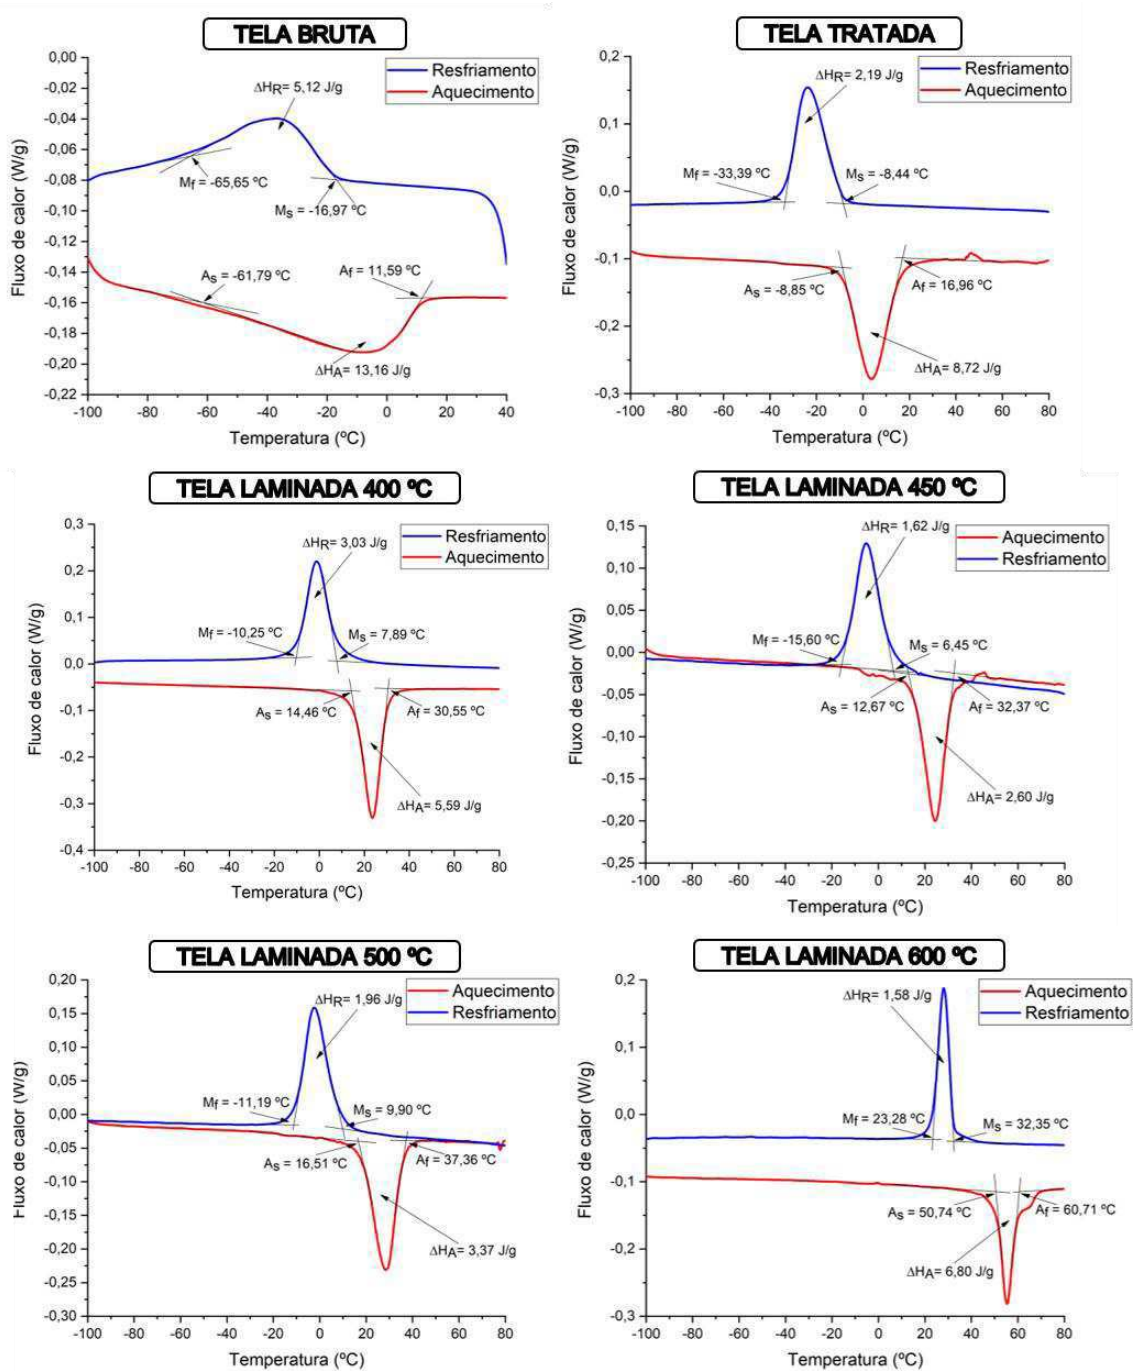 TELA BRUTA
Fluxo de calor (W/g)
0,00
-0,02
-0,04
-0,06
-0,08
-0,10
-0,12
-0,14
-0,16
-0,18
-0,20
-0,22
Resfriamento
Aquecimento
ΔHR= 5,12 J/g
Mf = -65,65 ºC
Ms = -16,97 ºC
As = -61,79 ºC
Af = 11,59 ºC
ΔHA= 13,16 J/g
-100 -80 -60 -40 -20 0 20 40
Temperatura (ºC)
TELA TRATADA
Fluxo de calor (W/g)
0,2
0,1
0,0
-0,1
-0,2
-0,3
Resfriamento
Aquecimento
ΔHR= 2,19 J/g
Mf = -33,39 ºC
Ms = -8,44 ºC
As = -8,85 ºC
Af = 16,96 ºC
ΔHA= 8,72 J/g
-100 -80 -60 -40 -20 0 20 40 60 80
Temperatura (ºC)
TELA LAMINADA 400 ºC
Fluxo de calor (W/g)
0,3
0,2
0,1
0,0
-0,1
-0,2
-0,3
-0,4
Resfriamento
Aquecimento
ΔHR= 3,03 J/g
Mf = -10,25 ºC
Ms = 7,89 ºC
As = 14,46 ºC
Af = 30,55 ºC
ΔHA= 5,59 J/g
-100 -80 -60 -40 -20 0 20 40 60 80
Temperatura (ºC)
TELA LAMINADA 450 ºC
Fluxo de calor (W/g)
0,15
0,10
0,05
0,00
-0,05
-0,10
-0,15
-0,20
-0,25
Aquecimento
Resfriamento
ΔHR= 1,62 J/g
Mf = -15,60 ºC
Ms = 6,45 ºC
As = 12,67 ºC
Af = 32,37 ºC
ΔHA= 2,60 J/g
-100 -80 -60 -40 -20 0 20 40 60 80
Temperatura (ºC)
TELA LAMINADA 500 ºC
Fluxo de calor (W/g)
0,20
0,15
0,10
0,05
0,00
-0,05
-0,10
-0,15
-0,20
-0,25
-0,30
Aquecimento
Resfriamento
ΔHR= 1,96 J/g
Mf = -11,19 ºC
Ms = 9,90 ºC
As = 16,51 ºC
Af = 37,36 ºC
ΔHA= 3,37 J/g
-100 -80 -60 -40 -20 0 20 40 60 80
Temperatura (ºC)
TELA LAMINADA 600 ºC
Fluxo de calor (W/g)
0,2
0,1
0,0
-0,1
-0,2
-0,3
Aquecimento
Resfriamento
ΔHR= 1,58 J/g
Mf = 23,28 ºC
Ms = 32,35 ºC
As = 50,74 ºC
Af = 60,71 ºC
ΔHA= 6,80 J/g
-100 -80 -60 -40 -20 0 20 40 60 80
Temperatura (ºC)